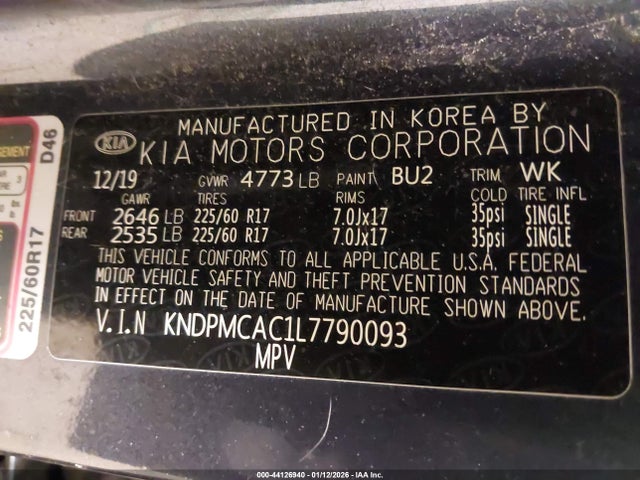 MANUFACTURED IN KOREA BY
KIA KIA MOTORS CORPORATION
12/19 GVWR 4773 LB PAINT BU2 TRIM WK
GAWR TIRES RIMS COLD TIRE INFL
FRONT 2646 LB 225/60 R17 7.0Jx17 35psi SINGLE
REAR 2535 LB 225/60 R17 7.0Jx17 35psi SINGLE
THIS VEHICLE CONFORMS TO ALL APPLICABLE U.S.A. FEDERAL
MOTOR VEHICLE SAFETY AND THEFT PREVENTION STANDARDS
IN EFFECT ON THE DATE OF MANUFACTURE SHOWN ABOVE.
V.I.N KNDPMCAC1L7790093
MPV
D46
225/60R17
000-44126940 - 01/12/2026 - IAA Inc.